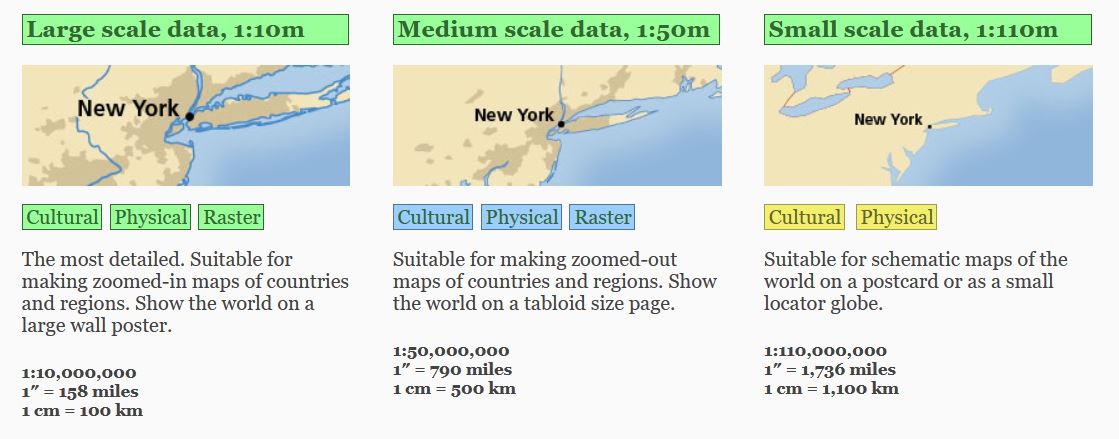 Large scale data, 1:10m
New York
Cultural Physical Raster
The most detailed. Suitable for
making zoomed-in maps of countries
and regions. Show the world on a
large wall poster.
1:10,000,000
1″ = 158 miles
1 cm = 100 km
Medium scale data, 1:50m
New York
Cultural Physical Raster
Suitable for making zoomed-out
maps of countries and regions. Show
the world on a tabloid size page.
1:50,000,000
1″ = 790 miles
1 cm = 500 km
Small scale data, 1:110m
New York
Cultural Physical
Suitable for schematic maps of the
world on a postcard or as a small
locator globe.
1:110,000,000
1″ = 1,736 miles
1 cm = 1,100 km